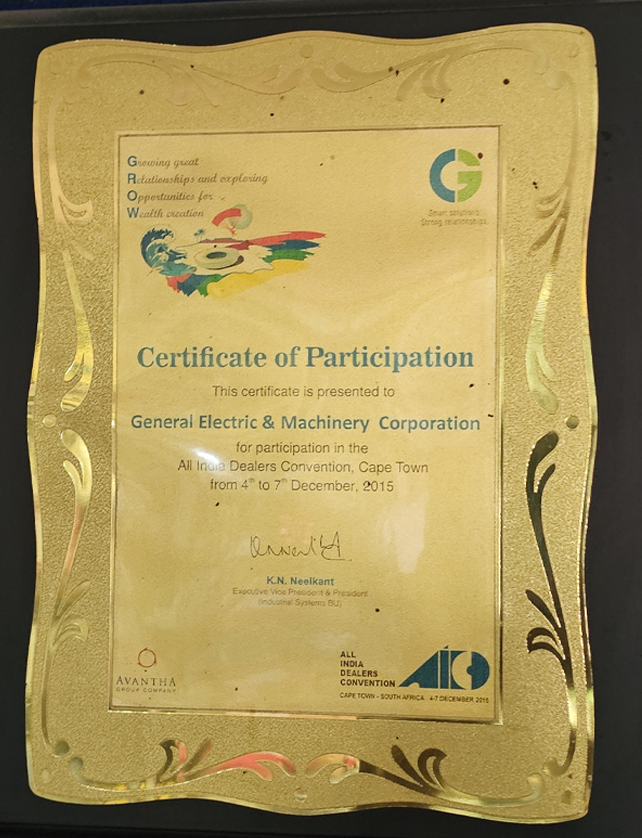 Growing great
Relationships and exploring
Opportunities for
Wealth creation
Smart solutions.
Strong relationships.
Certificate of Participation
This certificate is presented to
General Electric & Machinery Corporation
for participation in the
All India Dealers Convention, Cape Town
from 4th to 7th December, 2015
K.N. Neelkant
Executive Vice President & President
(Industrial Systems BU)
AVANTHA
GROUP COMPANY
ALL
INDIA
DEALERS
CONVENTION
AIDC
CAPE TOWN - SOUTH AFRICA 4-7 DECEMBER 2015